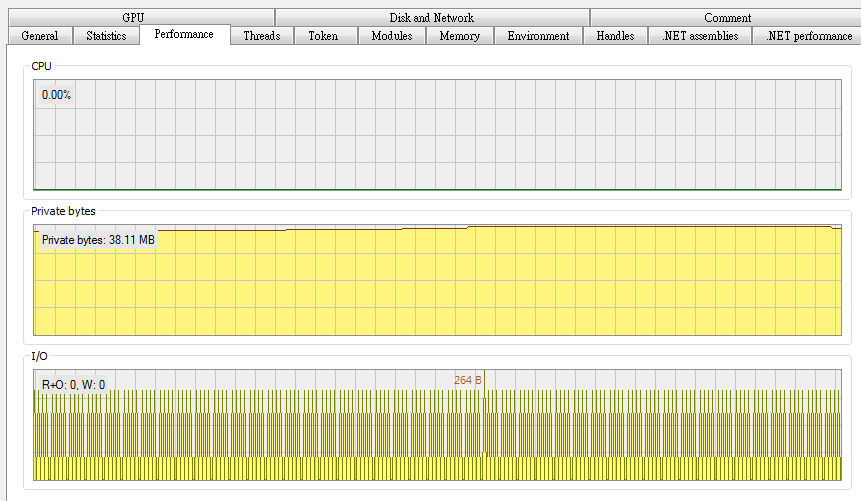 GPU Disk and Network Comment
General Statistics Performance Threads Token Modules Memory Environment Handles .NET assemblies .NET performance
CPU
0.00%
Private bytes
Private bytes: 38.11 MB
I/O
264 B
R+O: 0, W: 0